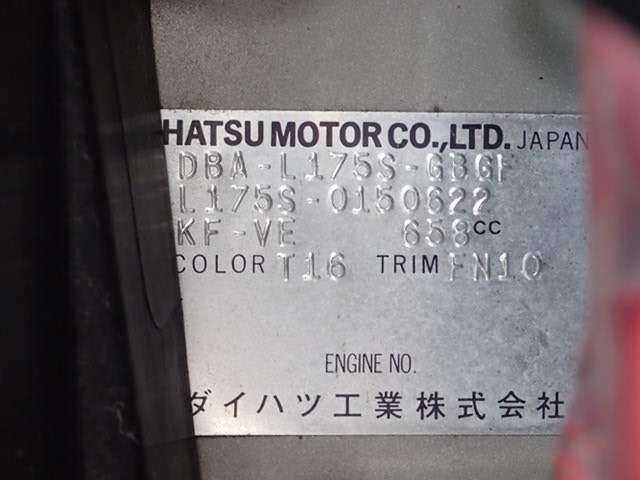 HATSU MOTOR CO.,LTD. JAPAN
DBA-L175S-GBGF
L175S-0150622
KF-VE 658CC
COLOR T16 TRIM FN10
ENGINE NO.
ダイハツ工業株式会社